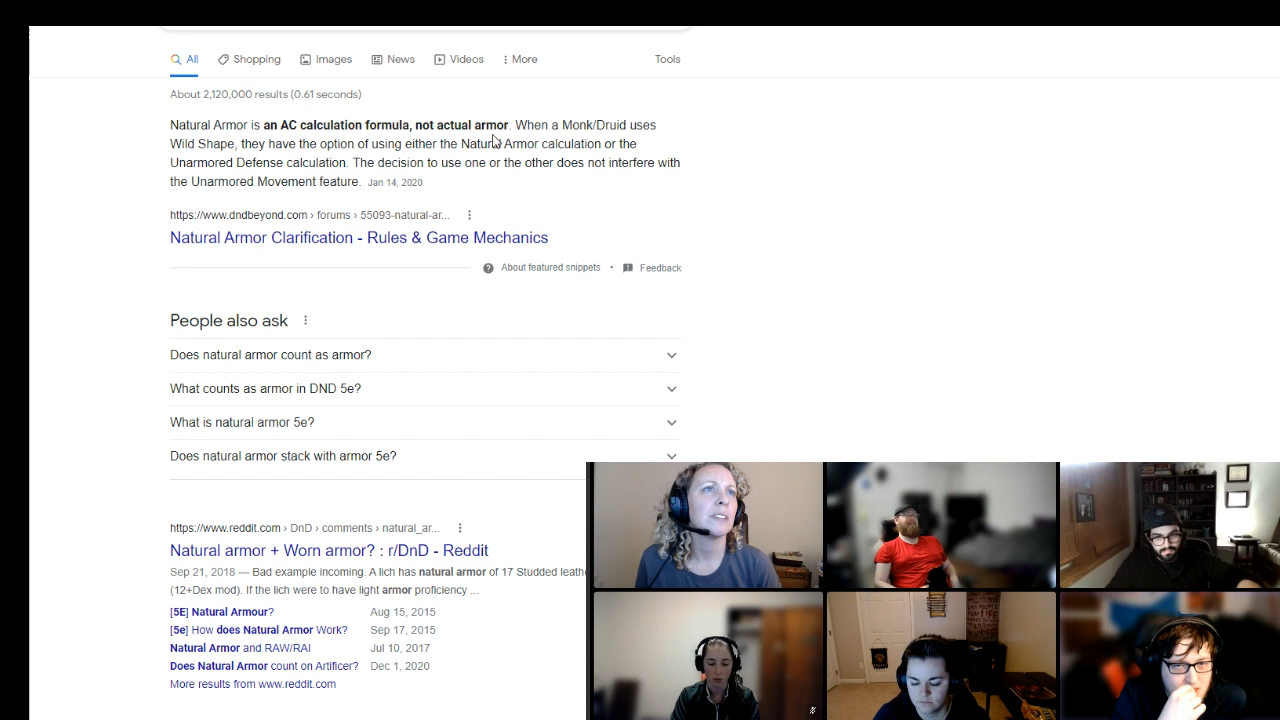 All Shopping Images News Videos More Tools
About 2,120,000 results (0.61 seconds)
Natural Armor is an AC calculation formula, not actual armor. When a Monk/Druid uses
Wild Shape, they have the option of using either the Natural Armor calculation or the
Unarmored Defense calculation. The decision to use one or the other does not interfere with
the Unarmored Movement feature. Jan 14, 2020
https://www.dndbeyond.com › forums › 55093-natural-ar...
Natural Armor Clarification - Rules & Game Mechanics
About featured snippets • Feedback
People also ask
Does natural armor count as armor?
What counts as armor in DND 5e?
What is natural armor 5e?
Does natural armor stack with armor 5e?
https://www.reddit.com › DnD › comments › natural_ar...
Natural armor + Worn armor? : r/DnD - Reddit
Sep 21, 2018 — Bad example incoming. A lich has natural armor of 17 Studded leathe
(12+Dex mod). If the lich were to have light armor proficiency ...
[5E] Natural Armour? Aug 15, 2015
[5e] How does Natural Armor Work? Sep 17, 2015
Natural Armor and RAW/RAI Jul 10, 2017
Does Natural Armor count on Artificer? Dec 1, 2020
More results from www.reddit.com